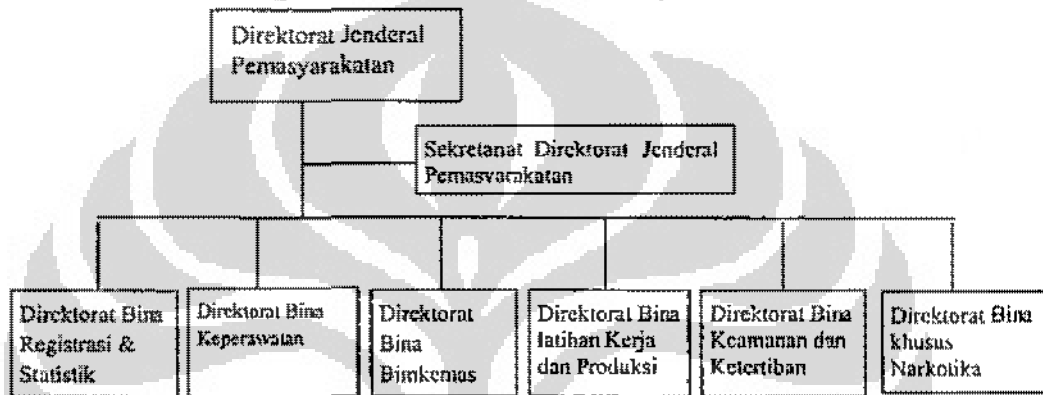 Direktorat Jenderal
Pemasyarakatan
Sekretariat Direktorat Jenderal
Pemasyarakatan
Direktorat Bina
Registrasi &
Statistik
Direktorat Bina
Keperawatan
Direktorat
Bina
Bimkemas
Direktorat Bina
latihan Kerja
dan Produksi
Direktorat Bina
Keamanan dan
Ketertiban
Direktorat Bina
khusus
Narkotika